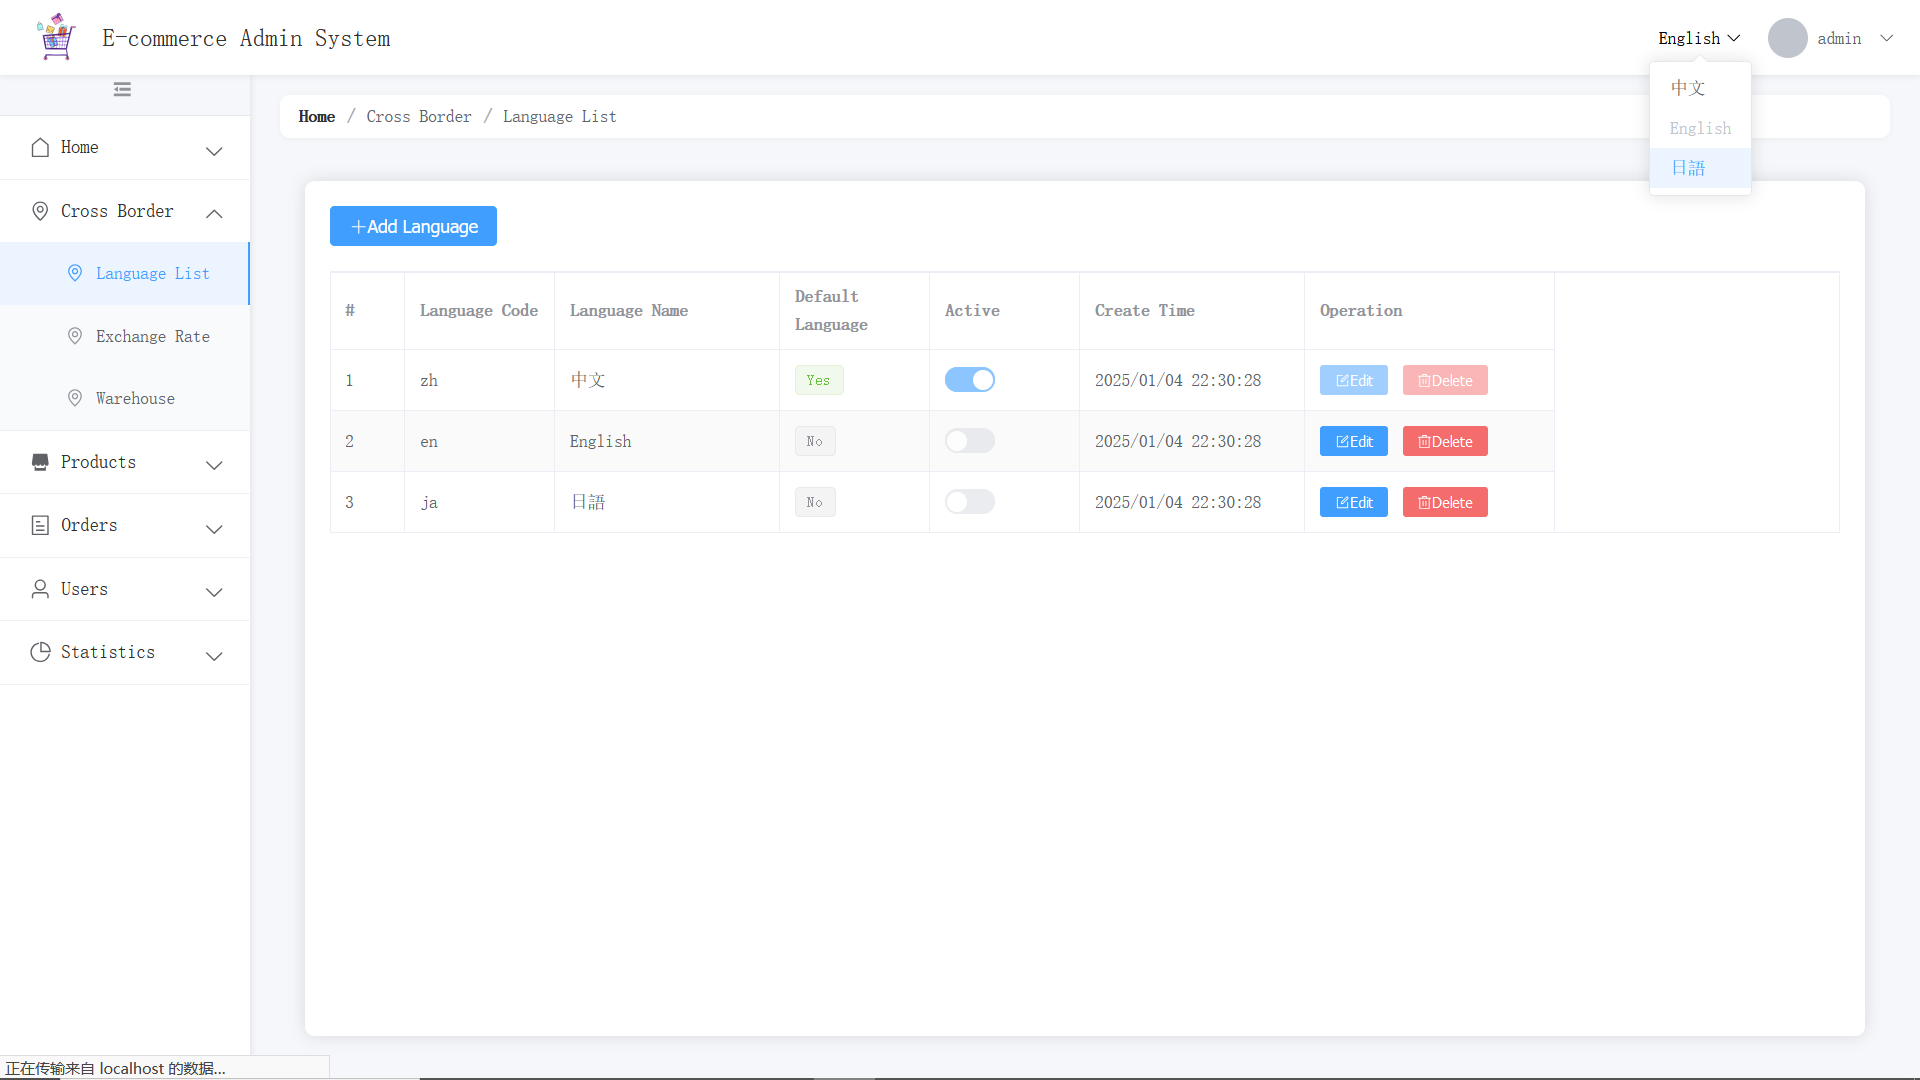 E-commerce Admin System
English
admin
中文
English
日語
Home / Cross Border / Language List
Home
Cross Border
Language List
Exchange Rate
Warehouse
Products
Orders
Users
Statistics
+Add Language
# Language Code Language Name Default Language Active Create Time Operation
1 zh 中文 Yes 2025/01/04 22:30:28 Edit Delete
2 en English No 2025/01/04 22:30:28 Edit Delete
3 ja 日語 No 2025/01/04 22:30:28 Edit Delete
正在传输来自 localhost 的数据...